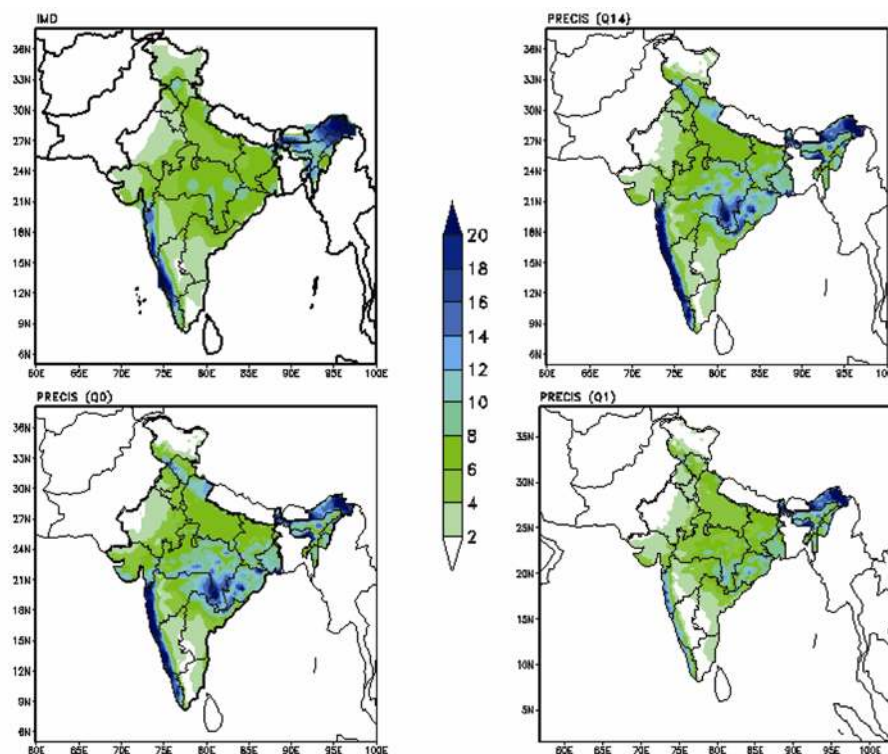 IMD
36N
33N
30N
27N
24N
21N
18N
15N
12N
9N
6N
60E 65E 70E 75E 80E 85E 90E 95E 100E
PRECIS (Q14)
36N
33N
30N
27N
24N
21N
18N
15N
12N
9N
6N
60E 65E 70E 75E 80E 85E 90E 95E 100E
20
18
16
14
12
10
8
6
4
2
PRECIS (Q0)
36N
33N
30N
27N
24N
21N
18N
15N
12N
9N
6N
60E 65E 70E 75E 80E 85E 90E 95E 100E
PRECIS (Q1)
35N
30N
25N
20N
15N
10N
5N
60E 65E 70E 75E 80E 85E 90E 95E 100E